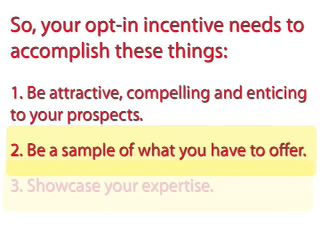 So, your opt-in incentive needs to
accomplish these things:
1. Be attractive, compelling and enticing
to your prospects.
2. Be a sample of what you have to offer.
3. Showcase your expertise.